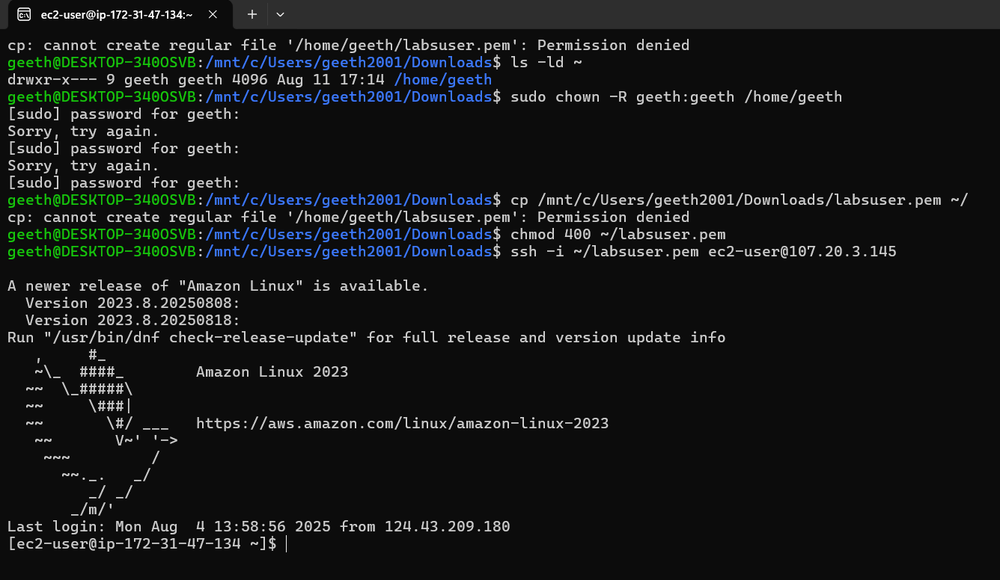 ec2-user@ip-172-31-47-134:~
cp: cannot create regular file '/home/geeth/labsuser.pem': Permission denied
geeth@DESKTOP-340OSVB:/mnt/c/Users/geeth2001/Downloads$ ls -ld ~
drwxr-x--- 9 geeth geeth 4096 Aug 11 17:14 /home/geeth
geeth@DESKTOP-340OSVB:/mnt/c/Users/geeth2001/Downloads$ sudo chown -R geeth:geeth /home/geeth
[sudo] password for geeth:
Sorry, try again.
[sudo] password for geeth:
Sorry, try again.
[sudo] password for geeth:
geeth@DESKTOP-340OSVB:/mnt/c/Users/geeth2001/Downloads$ cp /mnt/c/Users/geeth2001/Downloads/labsuser.pem ~/
cp: cannot create regular file '/home/geeth/labsuser.pem': Permission denied
geeth@DESKTOP-340OSVB:/mnt/c/Users/geeth2001/Downloads$ chmod 400 ~/labsuser.pem
geeth@DESKTOP-340OSVB:/mnt/c/Users/geeth2001/Downloads$ ssh -i ~/labsuser.pem ec2-user@107.20.3.145

A newer release of "Amazon Linux" is available.
  Version 2023.8.20250808:
  Version 2023.8.20250818:
Run "/usr/bin/dnf check-release-update" for full release and version update info
   ,     #_
   ~\_  ####_        Amazon Linux 2023
  ~~  \_#####\
  ~~     \###|
  ~~       \#/ ___   https://aws.amazon.com/linux/amazon-linux-2023
   ~~       V~' '->
    ~~~         /
      ~~._.   _/
         _/ _/
       _/m/'
Last login: Mon Aug  4 13:58:56 2025 from 124.43.209.180
[ec2-user@ip-172-31-47-134 ~]$